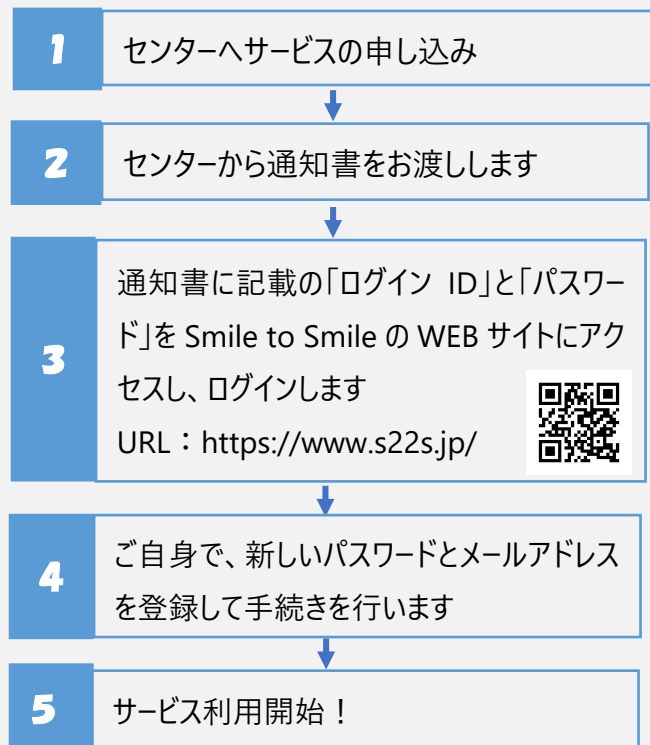 1
センターへサービスの申し込み
2
センターから通知書をお渡しします
3
通知書に記載の「ログイン ID」と「パスワー
ド」を Smile to Smile の WEB サイトにアク
セスし、ログインします
URL：https://www.s22s.jp/
4
ご自身で、新しいパスワードとメールアドレス
を登録して手続きを行います
5
サービス利用開始！